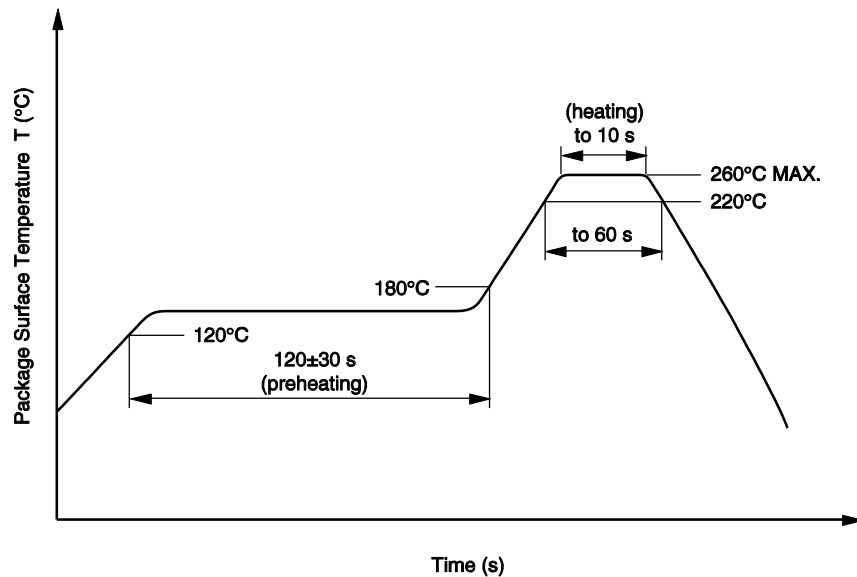 Package Surface Temperature T (°C)
(heating)
to 10 s
260°C MAX.
220°C
to 60 s
180°C
120°C
120±30 s
(preheating)
Time (s)